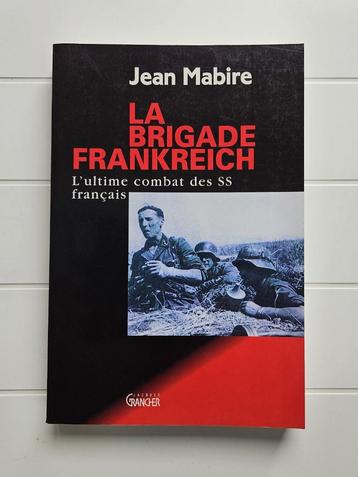 Jean Mabire
LA
BRIGADE
FRANKREICH
L'ultime combat des SS
français
JACQUES
GRANCHER